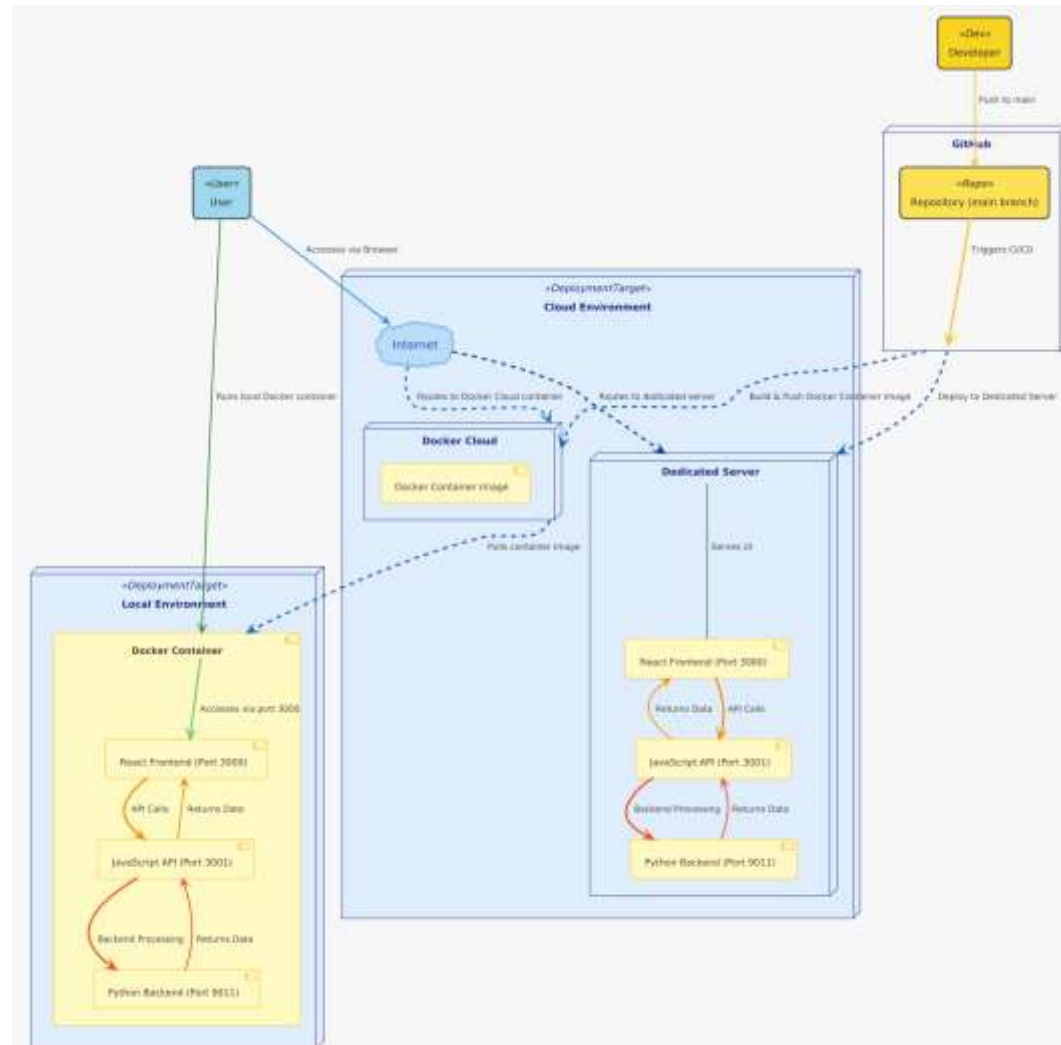 «Dev»
Developer
Push to main
GitHub
«Repo»
Repository (main branch)
Triggers CI/CD
«User»
User
Accesses via Browser
«DeploymentTarget»
Cloud Environment
Internet
Runs local Docker container
Routes to Docker Cloud container
Routes to dedicated server
Build & Push Docker Container Image
Deploy to Dedicated Server
Docker Cloud
Docker Container Image
Dedicated Server
Pulls container image
Serves UI
«DeploymentTarget»
Local Environment
Docker Container
Accesses via port 3000
React Frontend (Port 3000)
API Calls
Returns Data
JavaScript API (Port 3001)
Backend Processing
Returns Data
Python Backend (Port 9011)
React Frontend (Port 3000)
Returns Data
API Calls
JavaScript API (Port 3001)
Backend Processing
Returns Data
Python Backend (Port 9011)